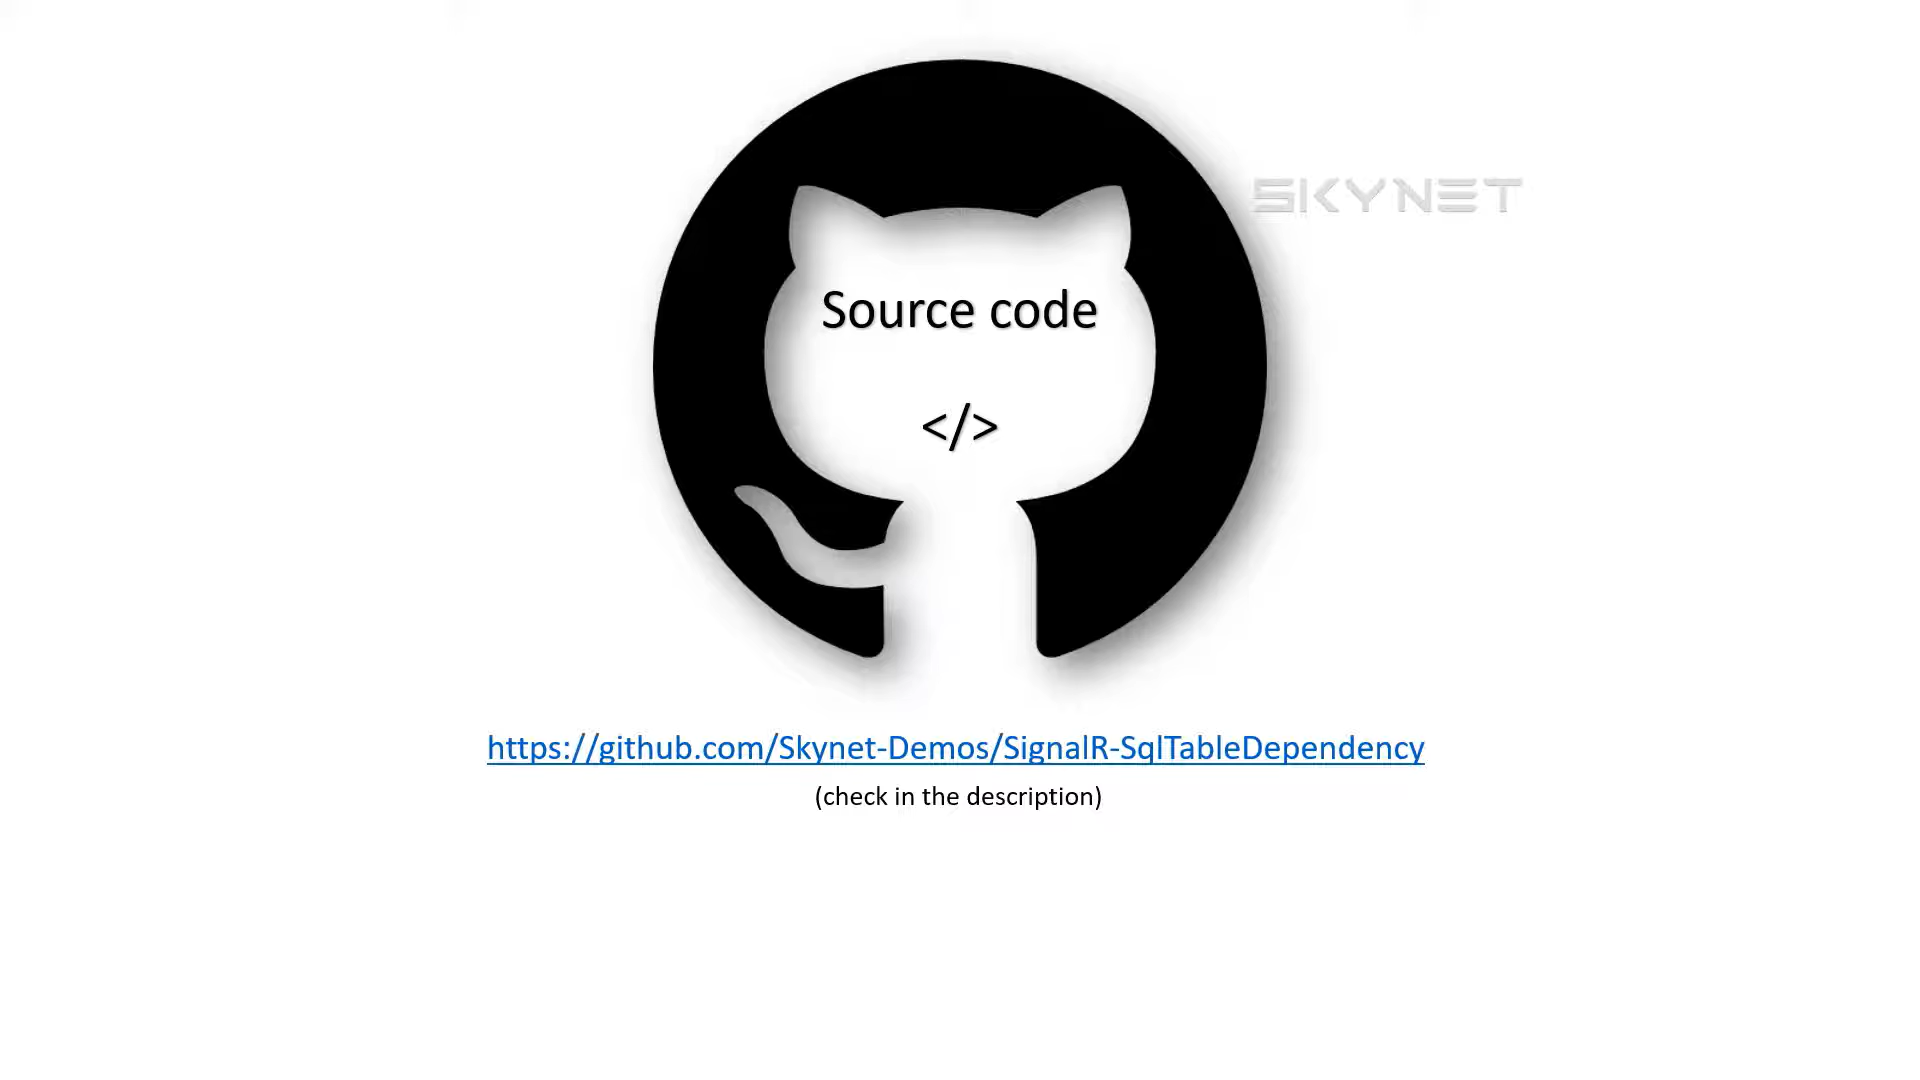 SKYNET
Source code
</>
https://github.com/Skynet-Demos/SignalR-SqlTableDependency
(check in the description)